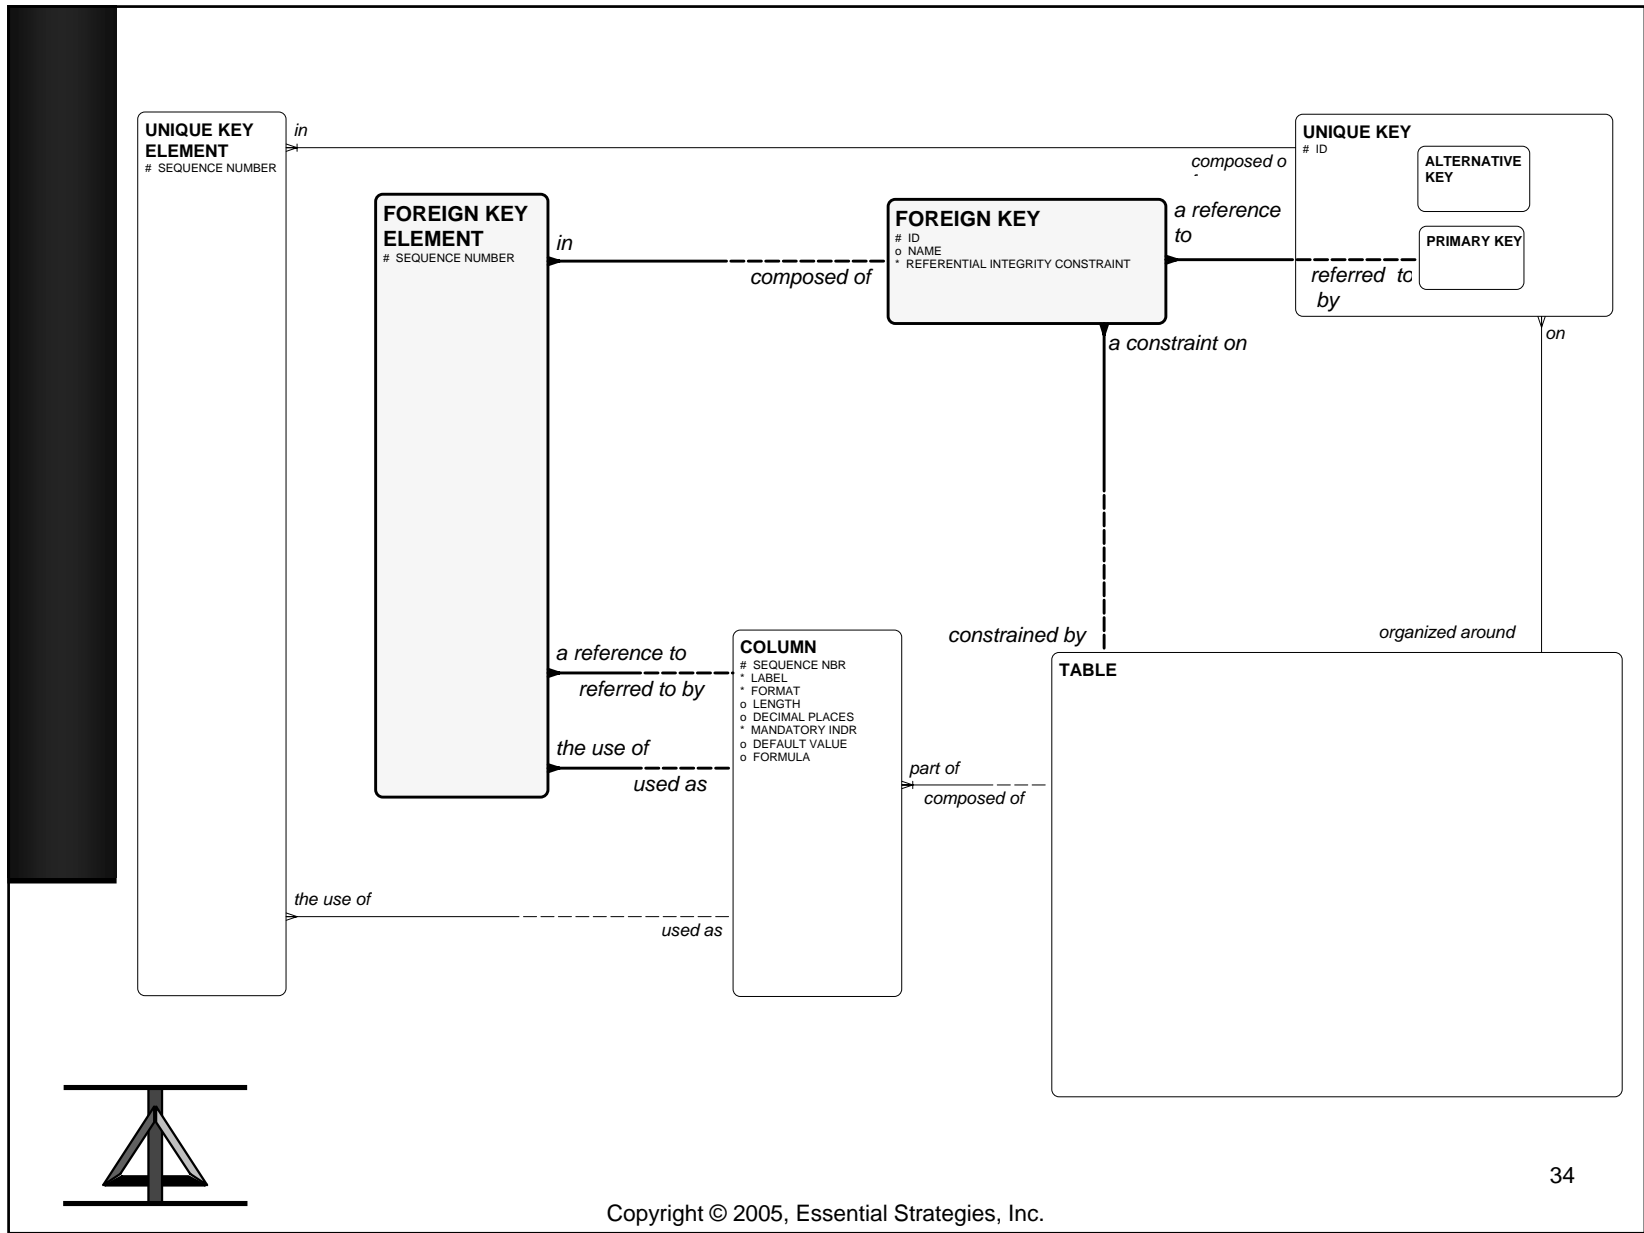 UNIQUE KEY
ELEMENT
# SEQUENCE NUMBER
in
composed o
UNIQUE KEY
# ID
ALTERNATIVE
KEY
PRIMARY KEY
FOREIGN KEY
ELEMENT
# SEQUENCE NUMBER
in
composed of
FOREIGN KEY
# ID
o NAME
* REFERENTIAL INTEGRITY CONSTRAINT
a reference
to
referred to
by
a constraint on
on
constrained by
organized around
a reference to
referred to by
the use of
used as
COLUMN
# SEQUENCE NBR
* LABEL
* FORMAT
o LENGTH
o DECIMAL PLACES
* MANDATORY INDR
o DEFAULT VALUE
o FORMULA
part of
composed of
TABLE
the use of
used as
34
Copyright © 2005, Essential Strategies, Inc.